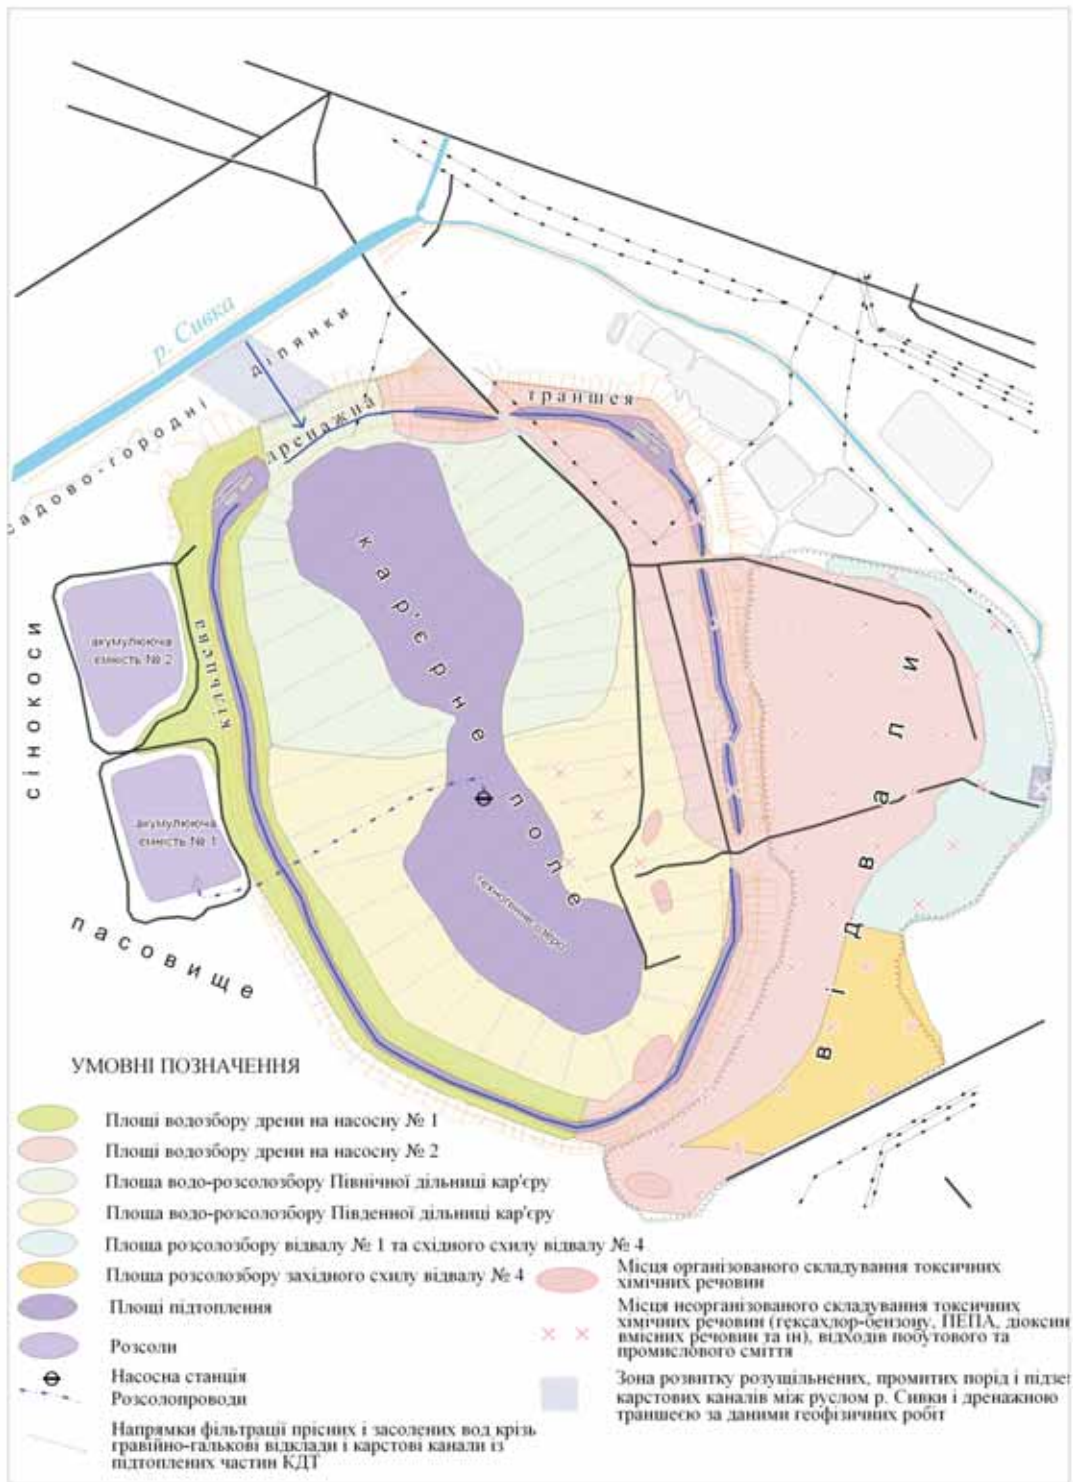 р. Сивка
ділянки
садово-городні
дренажна
траншея
кільцева
кар'єрне поле
техногенне озеро
акумулююча
ємність № 2
акумулююча
ємність № 1
сінокоси
пасовище
відвали
УМОВНІ ПОЗНАЧЕННЯ
Площі водозбору дрени на насосну № 1
Площі водозбору дрени на насосну № 2
Площа водо-розсолозбору Північної дільниці кар'єру
Площа водо-розсолозбору Південної дільниці кар'єру
Площа розсолозбору відвалу № 1 та східного схилу відвалу № 4
Площа розсолозбору західного схилу відвалу № 4
Площі підтоплення
Розсоли
Насосна станція
Розсолопроводи
Напрямки фільтрації прісних і засолених вод крізь
гравійно-галькові відклади і карстові канали із
підтоплених частин КДТ
Місця організованого складування токсичних
хімічних речовин
Місця неорганізованого складування токсичних
хімічних речовин (гексахлор-бензону, ПЕПА, діоксин
вмісних речовин та ін), відходів побутового та
промислового сміття
Зона розвитку розущільнених, промитих порід і підзе
карстових каналів між руслом р. Сивки і дренажною
траншеєю за даними геофізичних робіт